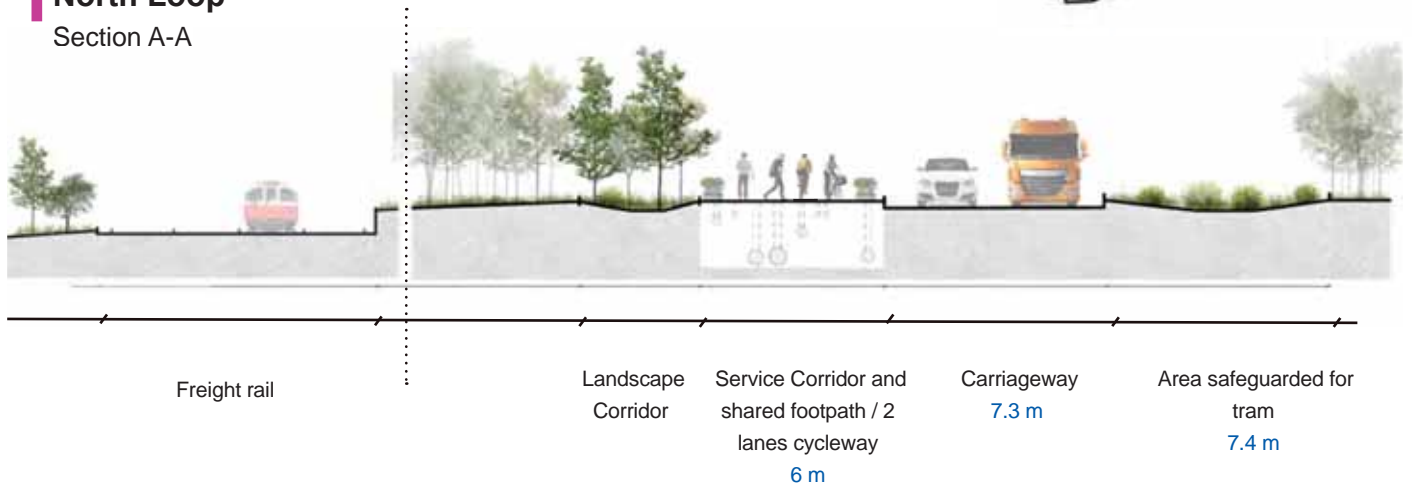 North Loop
Section A-A
Freight rail
Landscape
Corridor
Service Corridor and
shared footpath / 2
lanes cycleway
6 m
Carriageway
7.3 m
Area safeguarded for
tram
7.4 m